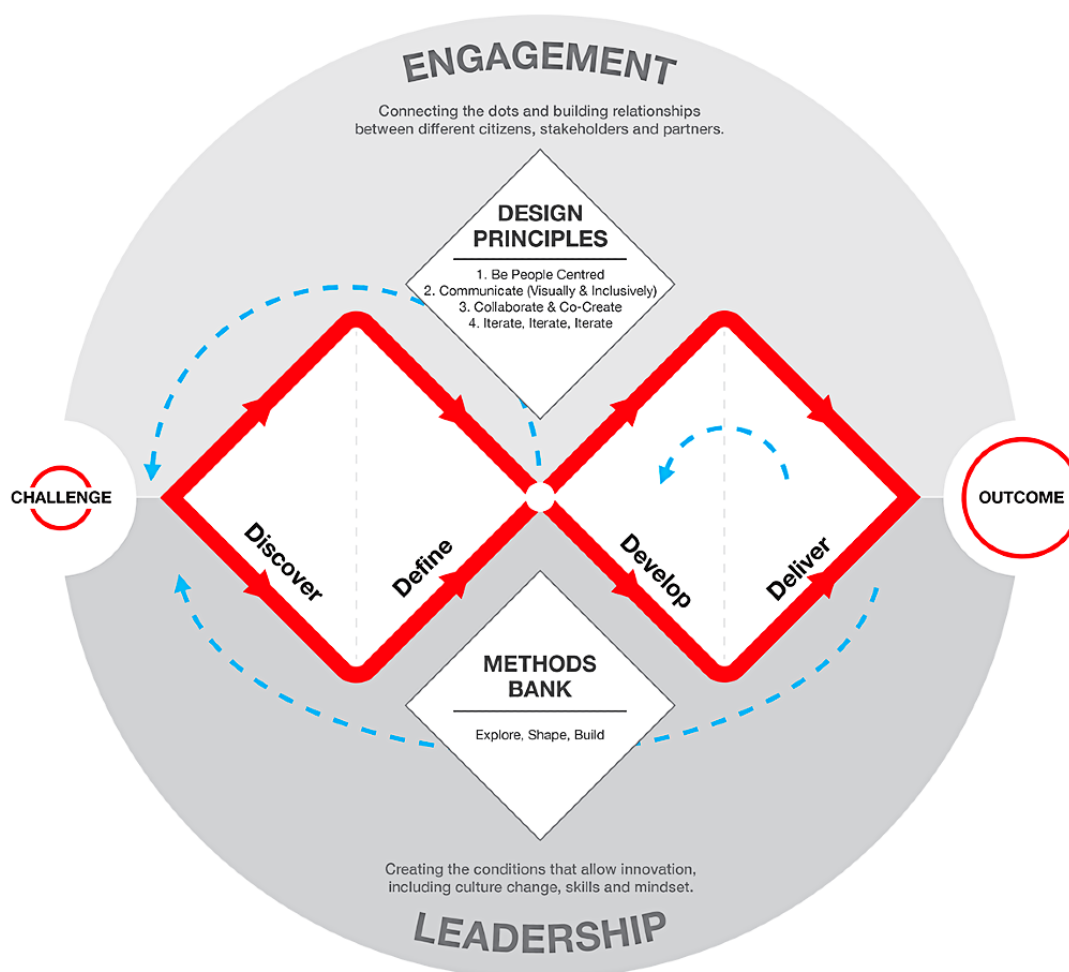 ENGAGEMENT
Connecting the dots and building relationships
between different citizens, stakeholders and partners.
DESIGN
PRINCIPLES
1. Be People Centred
2. Communicate (Visually & Inclusively)
3. Collaborate & Co-Create
4. Iterate, Iterate, Iterate
CHALLENGE
OUTCOME
Discover
Define
Develop
Deliver
METHODS
BANK
Explore, Shape, Build
Creating the conditions that allow innovation,
including culture change, skills and mindset.
LEADERSHIP